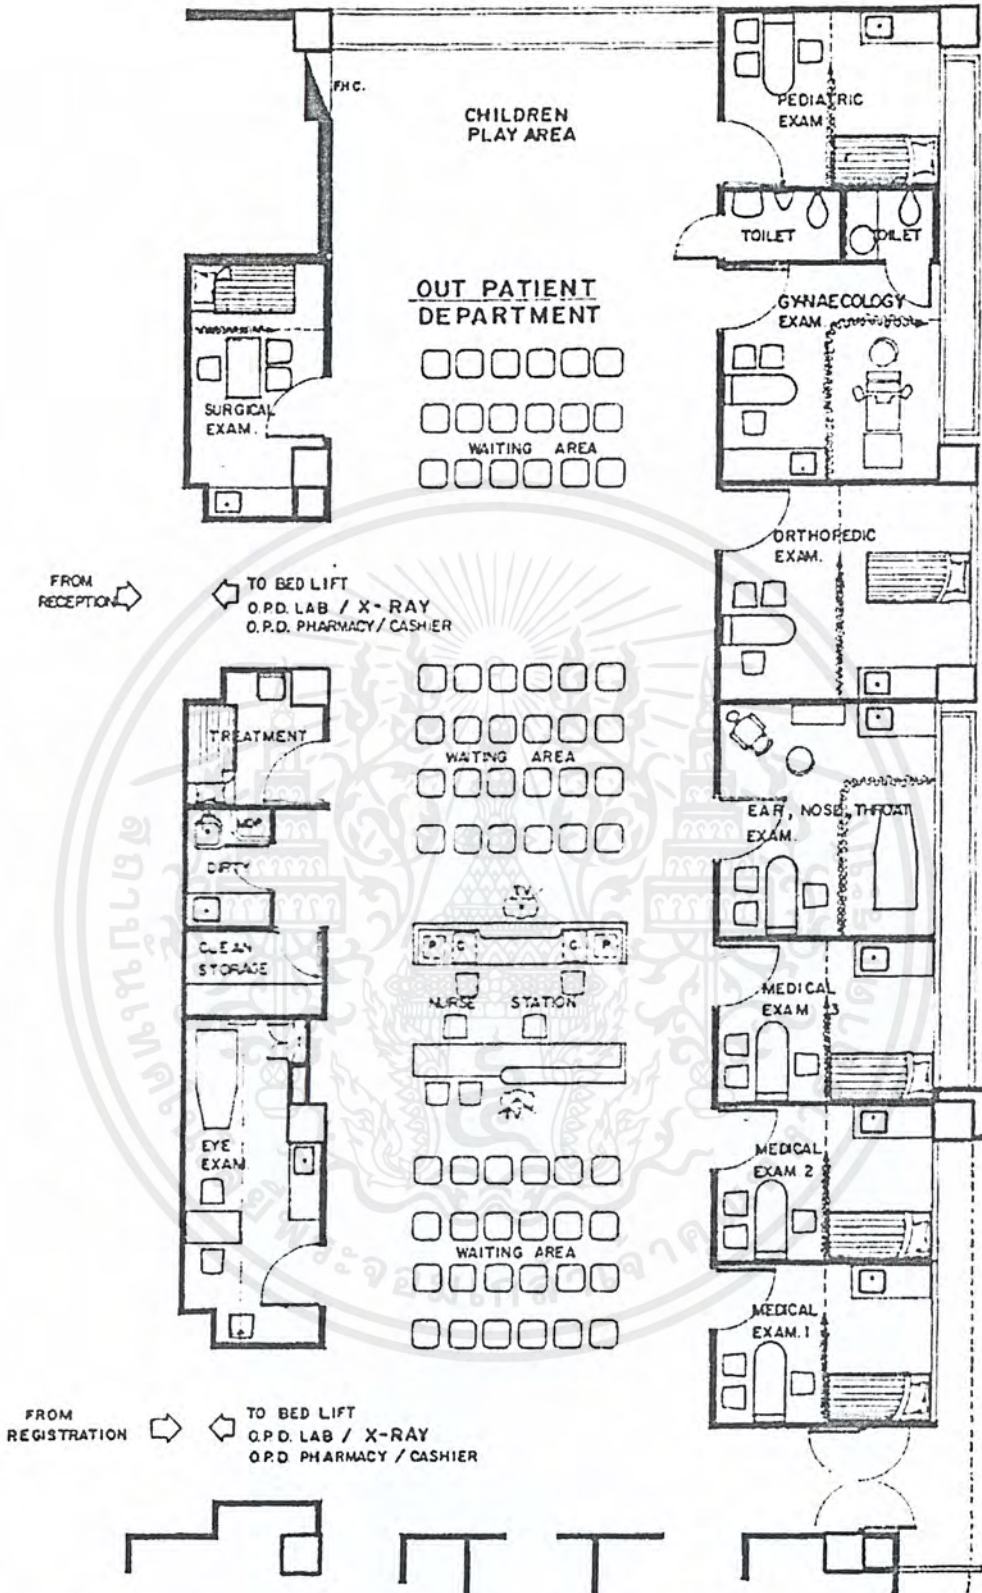 F.H.C.
CHILDREN
PLAY AREA
PEDIATRIC
EXAM
TOILET
TOILET
OUT PATIENT
DEPARTMENT
GYNAECOLOGY
EXAM.
SURGICAL
EXAM.
WAITING AREA
ORTHOPEDIC
EXAM.
FROM
RECEPTION
TO BED LIFT
O.P.D. LAB / X-RAY
O.P.D. PHARMACY / CASHIER
TREATMENT
WAITING AREA
MOP
DIRTY
EAR, NOSE, THROAT
EXAM.
TV.
CLEAN
STORAGE
P C C P
NURSE STATION
MEDICAL
EXAM 3
TV.
EYE
EXAM.
MEDICAL
EXAM 2
WAITING AREA
MEDICAL
EXAM. 1
FROM
REGISTRATION
TO BED LIFT
O.P.D. LAB / X-RAY
O.P.D. PHARMACY / CASHIER